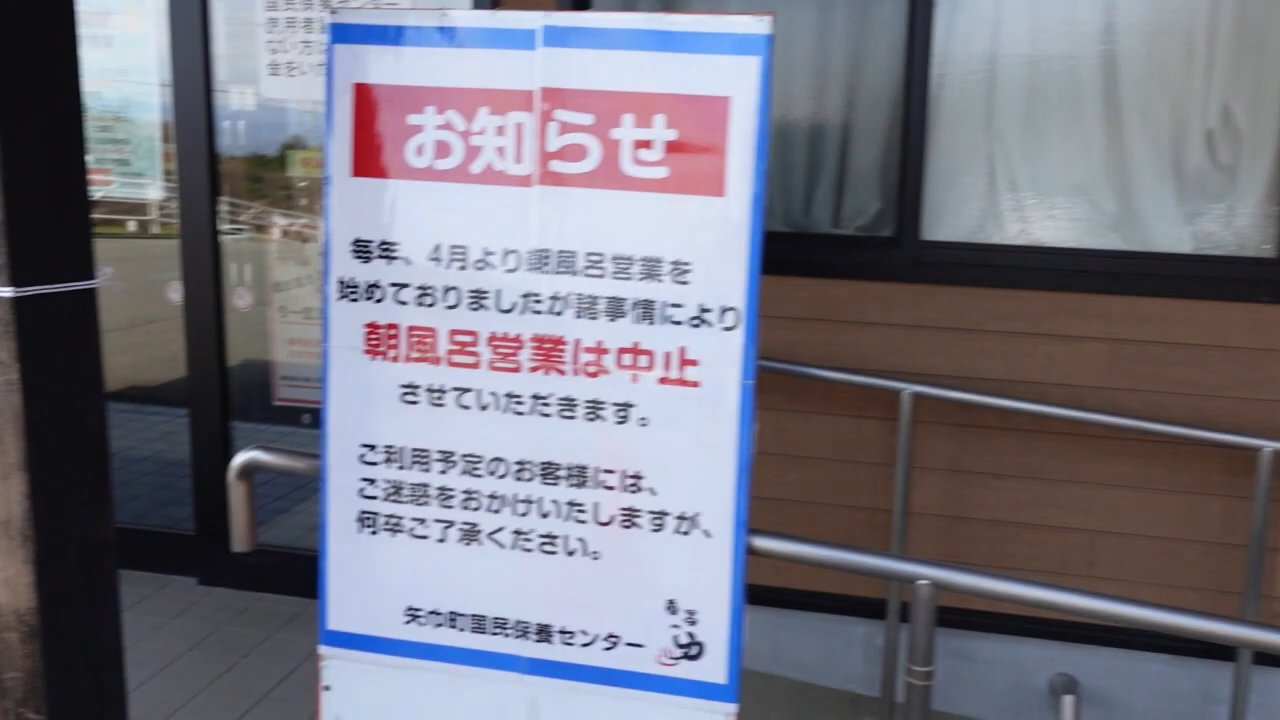 お知らせ
毎年、4月より朝風呂営業を
始めておりましたが諸事情により
朝風呂営業は中止
させていただきます。
ご利用予定のお客様には、
ご迷惑をおかけいたしますが、
何卒ご了承ください。
矢巾町国民保養センター